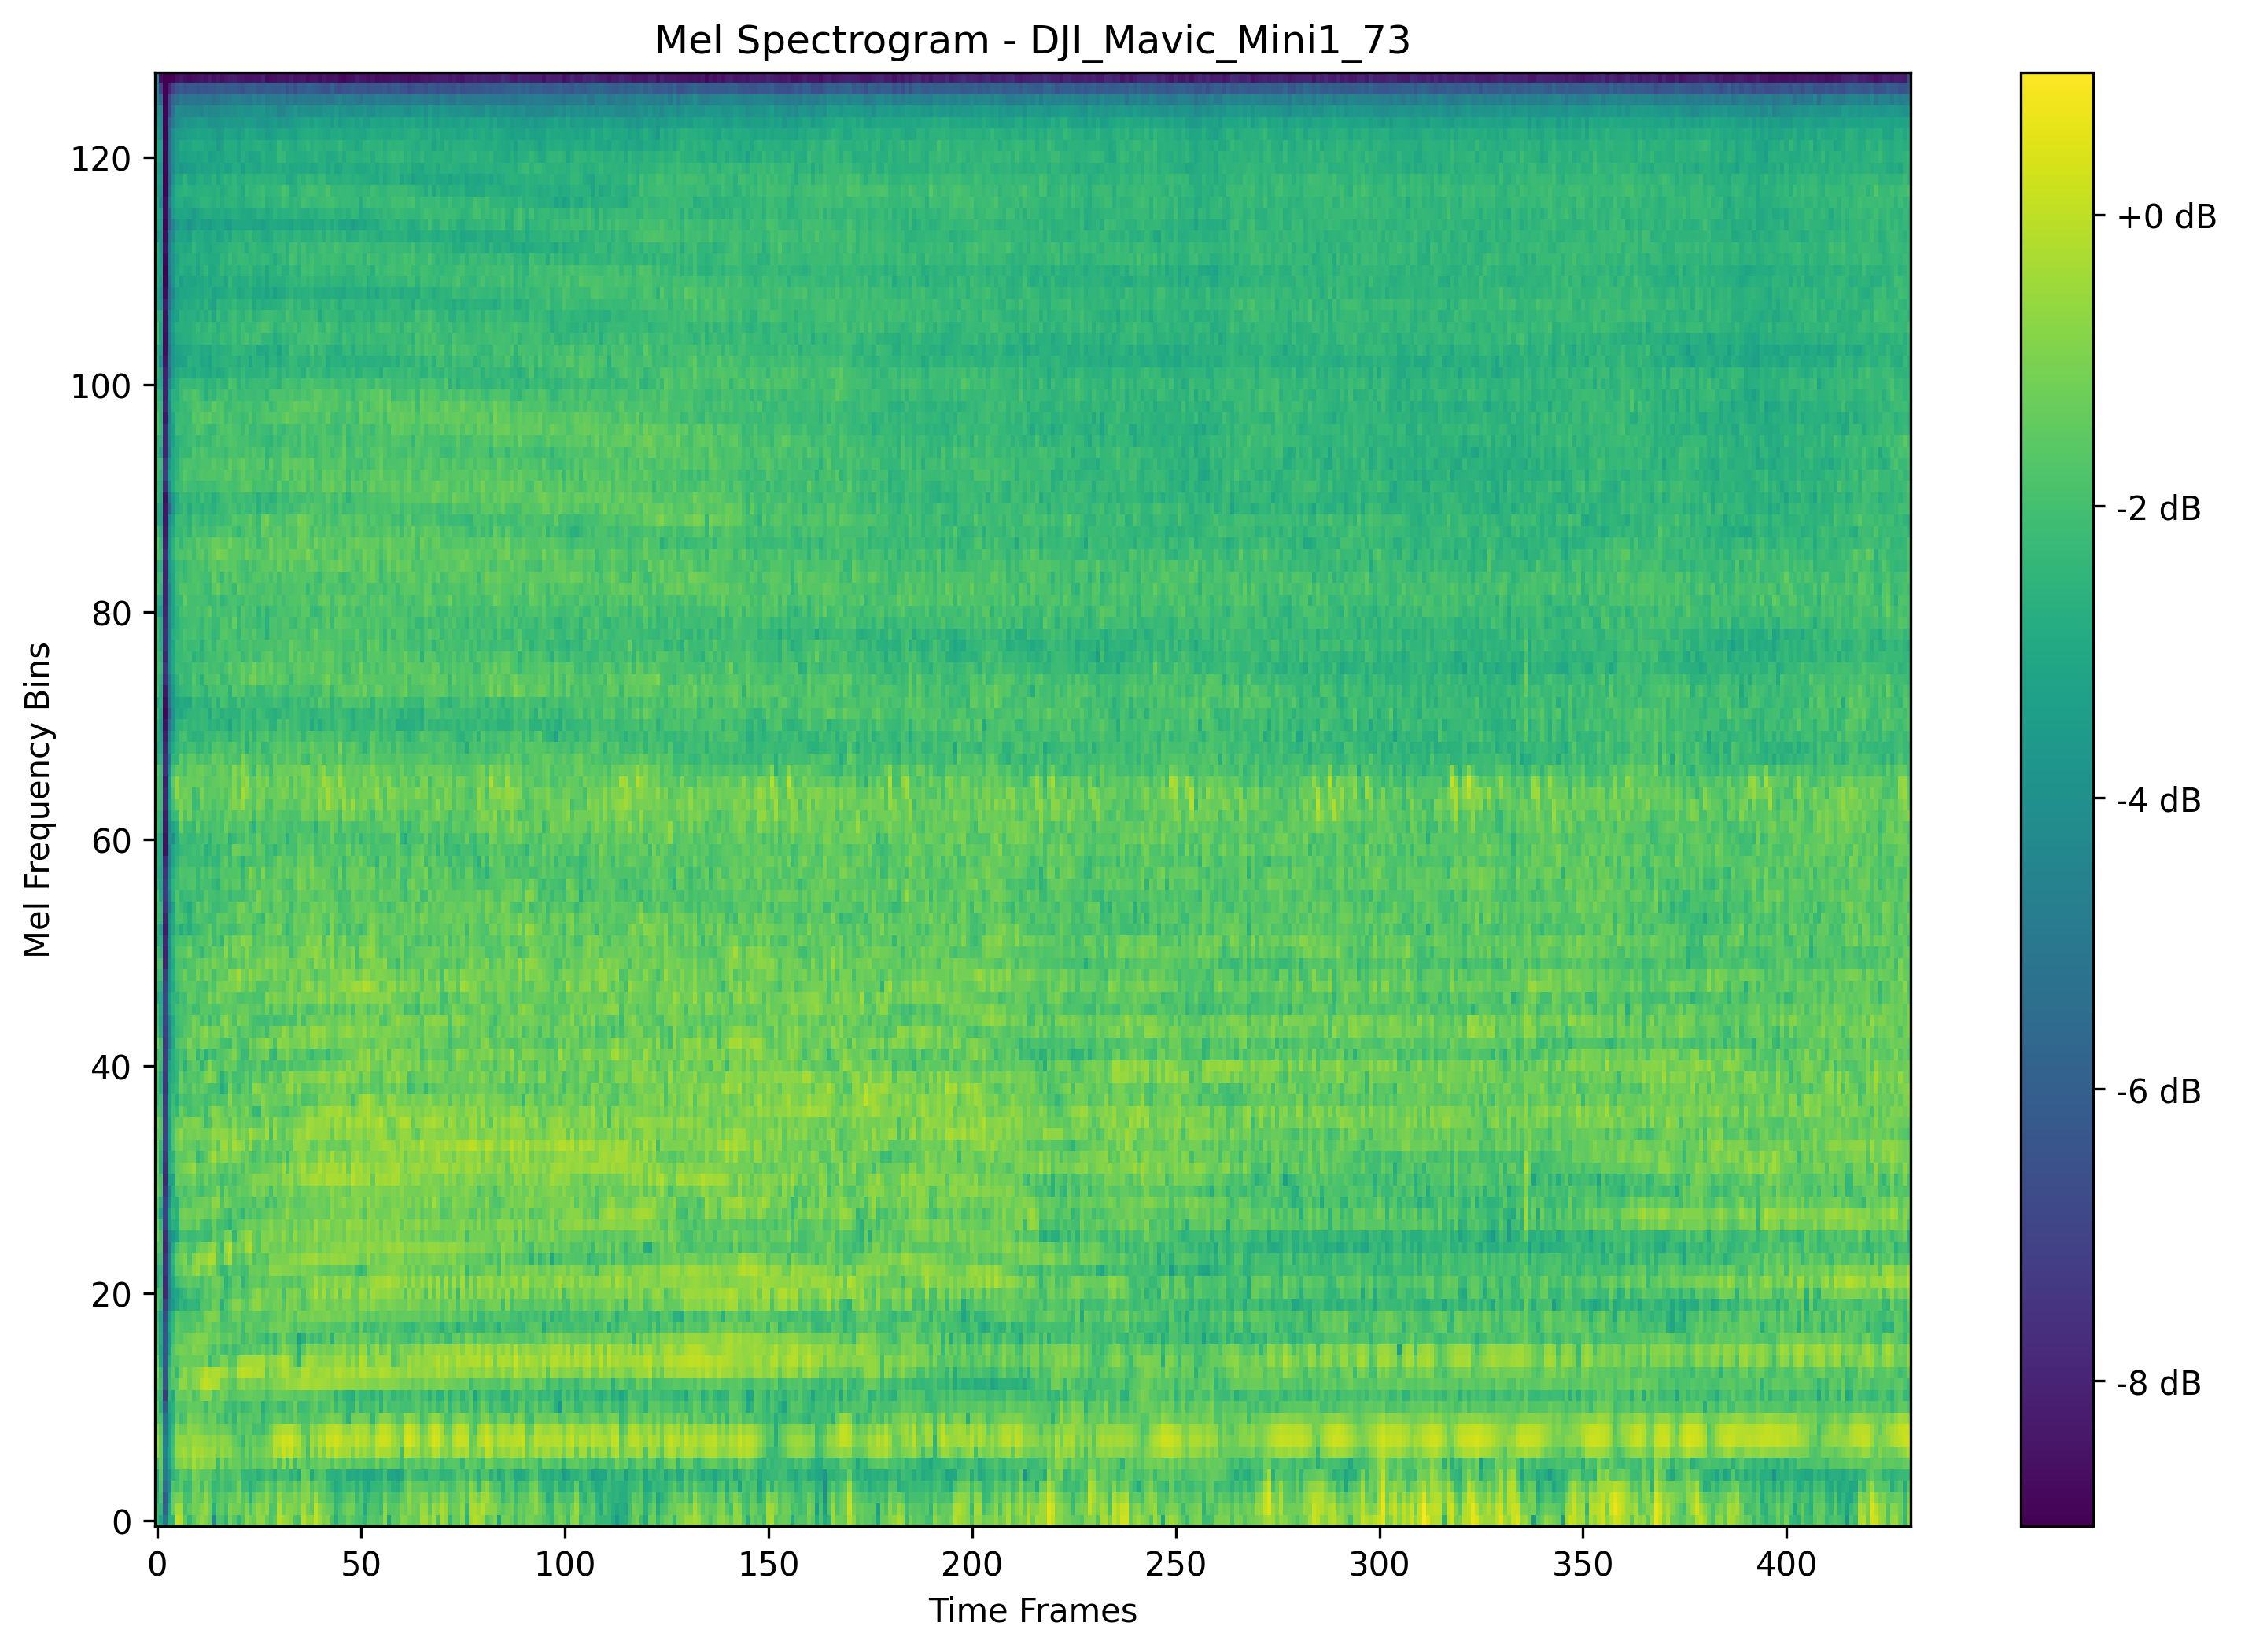 Mel Spectrogram - DJI_Mavic_Mini1_73
Mel Frequency Bins
120
100
80
60
40
20
0
0 50 100 150 200 250 300 350 400
Time Frames
+0 dB
-2 dB
-4 dB
-6 dB
-8 dB